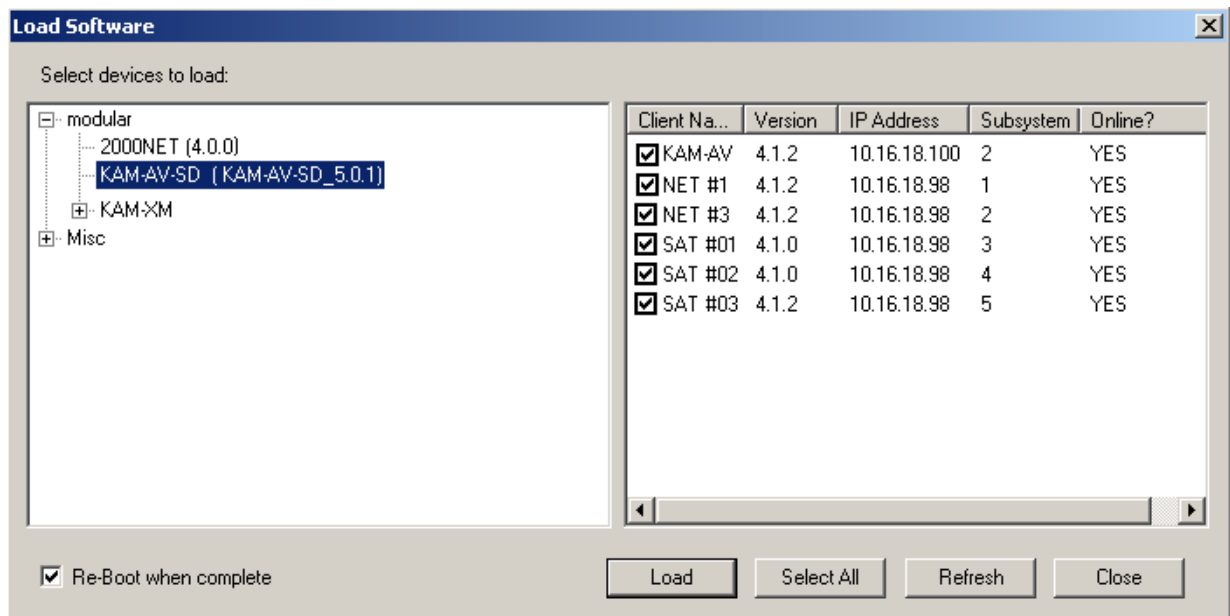 Load Software
Select devices to load:
modular
2000NET (4.0.0)
KAM-AV-SD (KAM-AV-SD_5.0.1)
KAM-XM
Misc
Client Na... Version IP Address Subsystem Online?
KAM-AV 4.1.2 10.16.18.100 2 YES
NET #1 4.1.2 10.16.18.98 1 YES
NET #3 4.1.2 10.16.18.98 2 YES
SAT #01 4.1.0 10.16.18.98 3 YES
SAT #02 4.1.0 10.16.18.98 4 YES
SAT #03 4.1.2 10.16.18.98 5 YES
Re-Boot when complete Load Select All Refresh Close